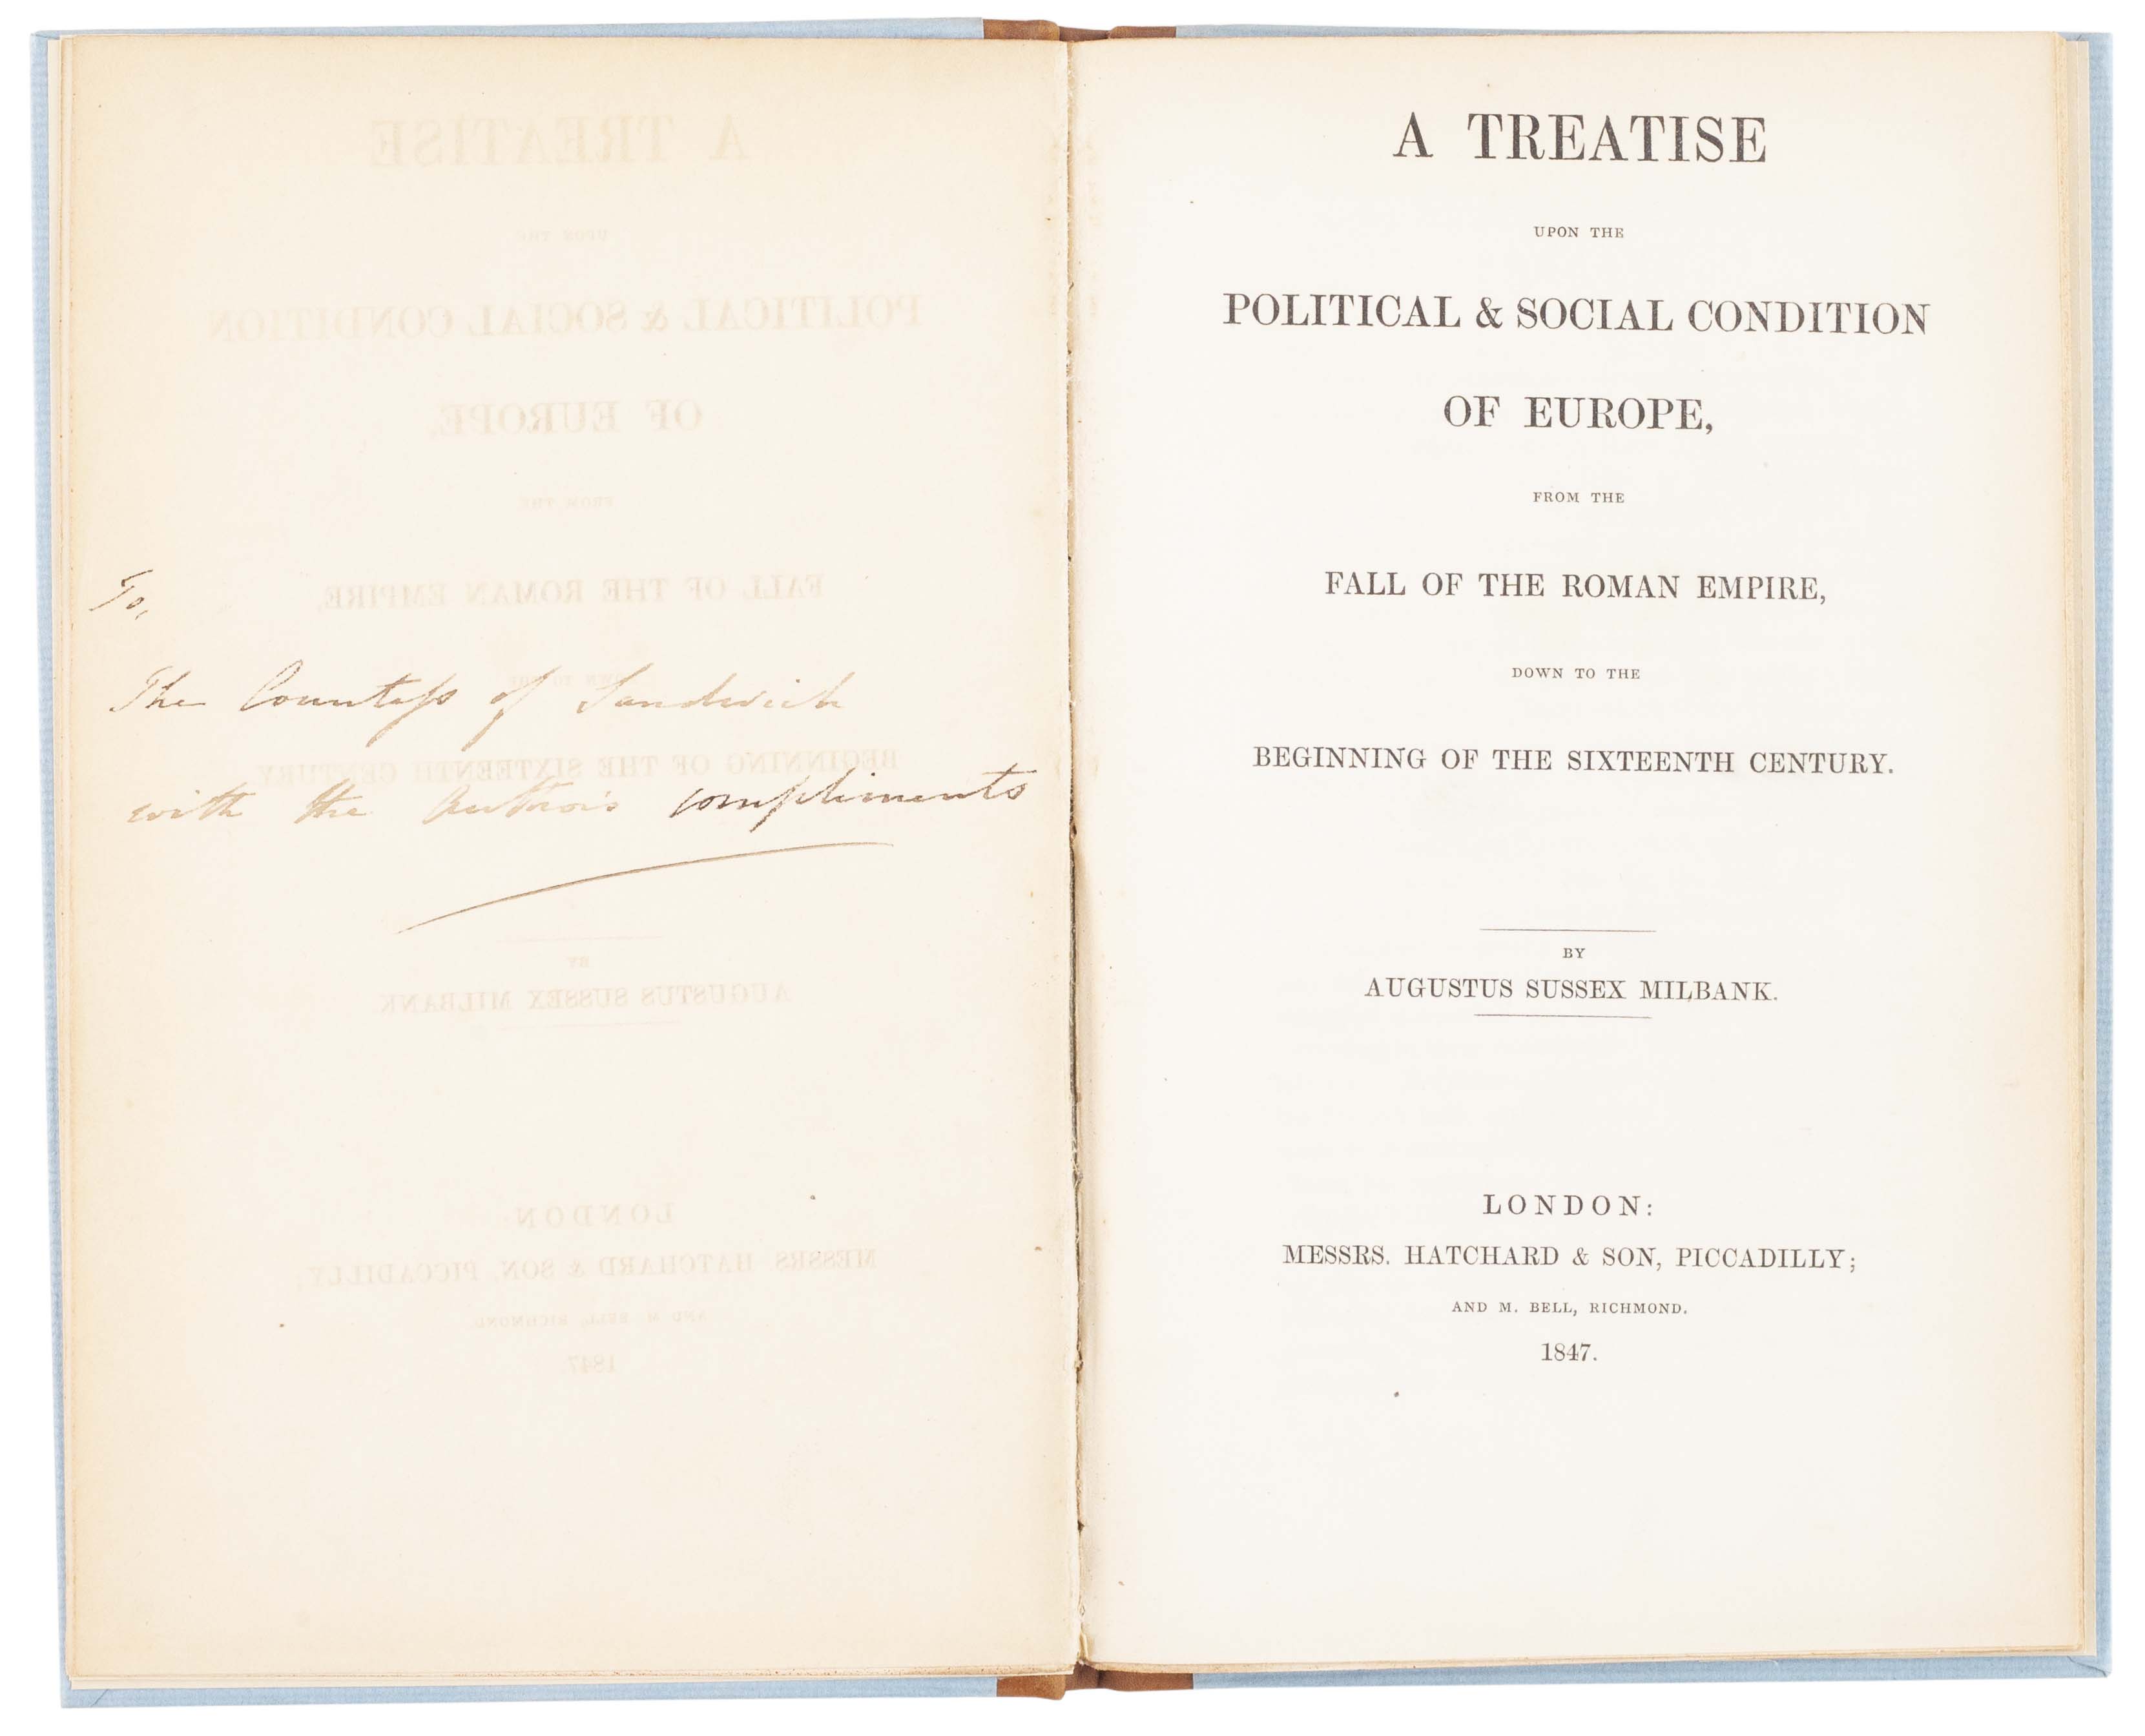 To,
The Countess of Sandwich
with the Author's compliments
A TREATISE
UPON THE
POLITICAL & SOCIAL CONDITION
OF EUROPE,
FROM THE
FALL OF THE ROMAN EMPIRE,
DOWN TO THE
BEGINNING OF THE SIXTEENTH CENTURY.
BY
AUGUSTUS SUSSEX MILBANK.
LONDON:
MESSRS. HATCHARD & SON, PICCADILLY;
AND M. BELL, RICHMOND.
1847.